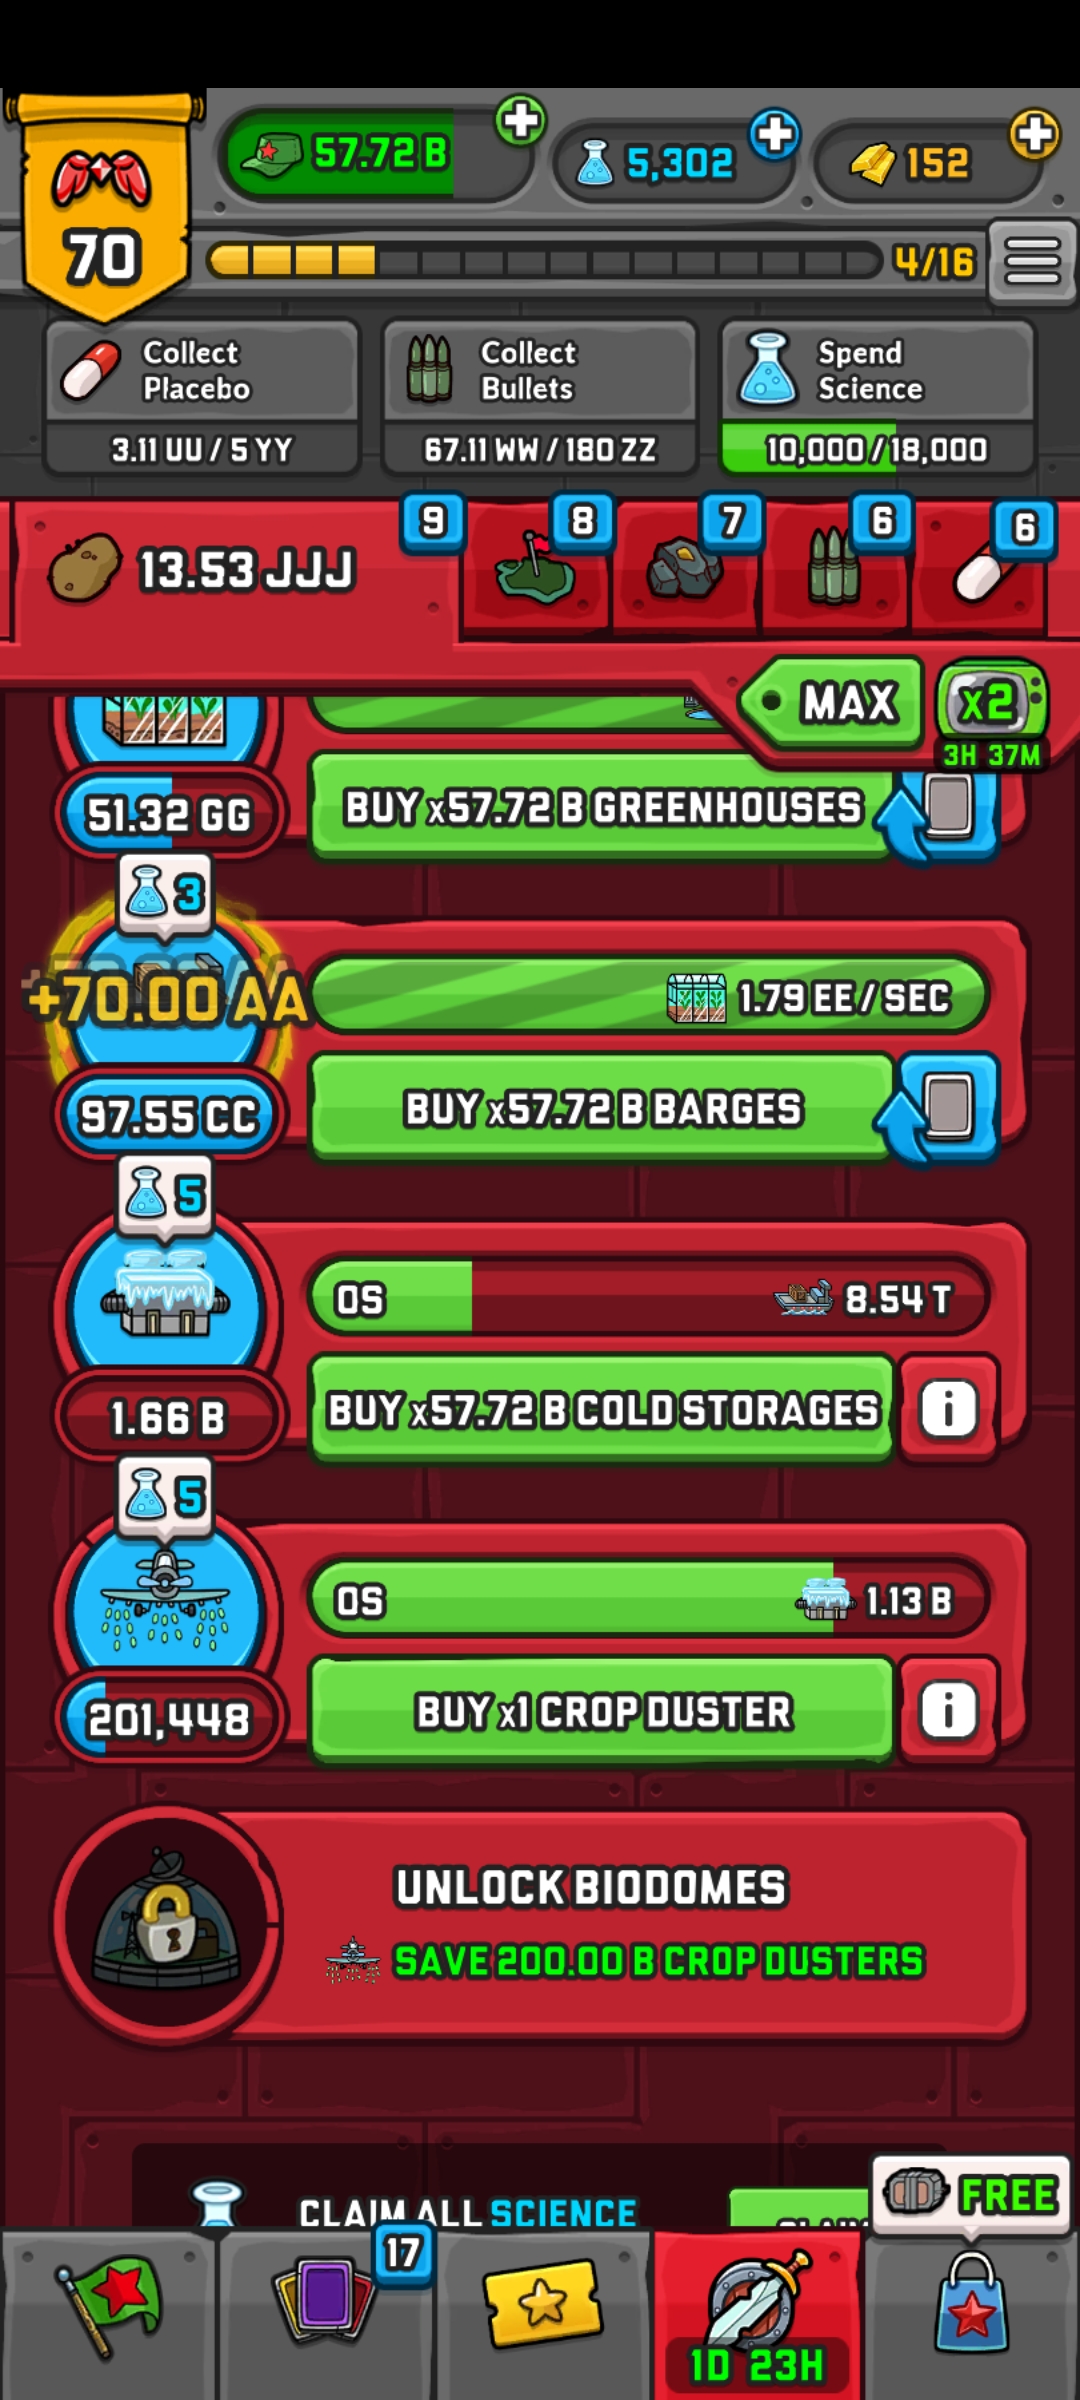 57.72 B
5,302
152
70
4/16
Collect
Placebo
3.11 UU / 5 YY
Collect
Bullets
67.11 WW / 180 ZZ
Spend
Science
10,000 / 18,000
13.53 JJJ
9
8
7
6
6
MAX
x2
3H 37M
51.32 GG
BUY x57.72 B GREENHOUSES
3
+70.00 AA
1.79 EE / SEC
97.55 CC
BUY x57.72 B BARGES
5
0S
8.54 T
1.66 B
BUY x57.72 B COLD STORAGES
i
5
0S
1.13 B
201,448
BUY x1 CROP DUSTER
i
UNLOCK BIODOMES
SAVE 200.00 B CROP DUSTERS
FREE
CLAIM ALL SCIENCE
17
1D 23H